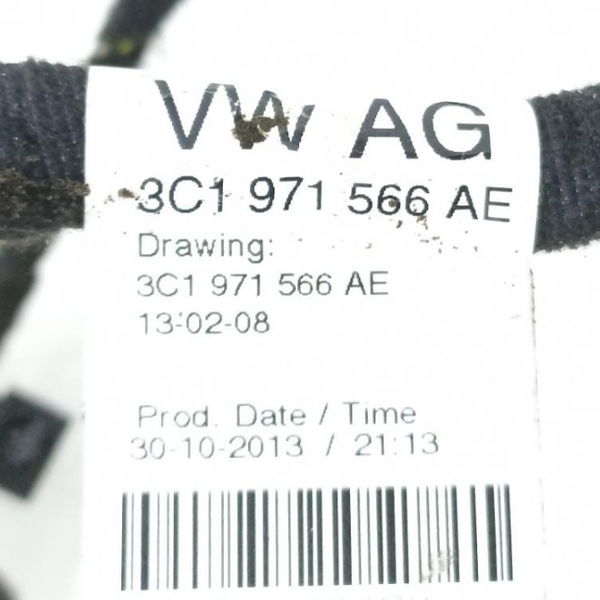 VW AG
3C1 971 566 AE
Drawing:
3C1 971 566 AE
13-02-08
Prod. Date / Time
30-10-2013 / 21:13